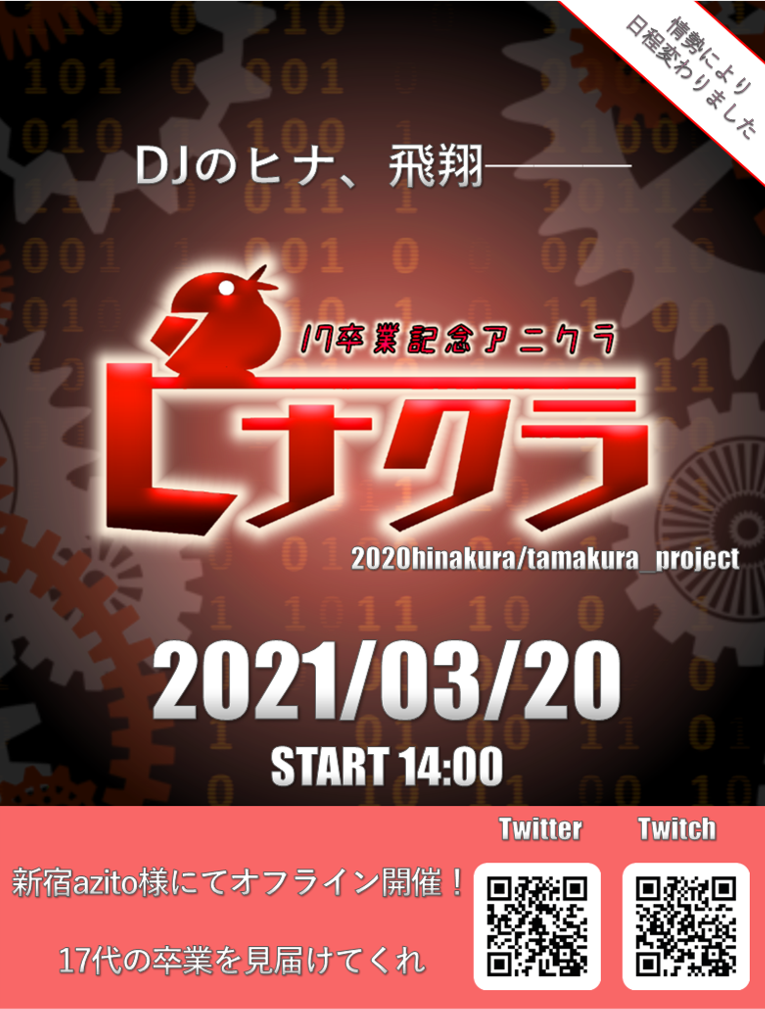 情勢により
日程変わりました
DJのヒナ、飛翔────
17卒業記念アニクラ
ヒナクラ
2020hinakura/tamakura_project
2021/03/20
START 14:00
Twitter
Twitch
新宿azito様にてオフライン開催！
17代の卒業を見届けてくれ